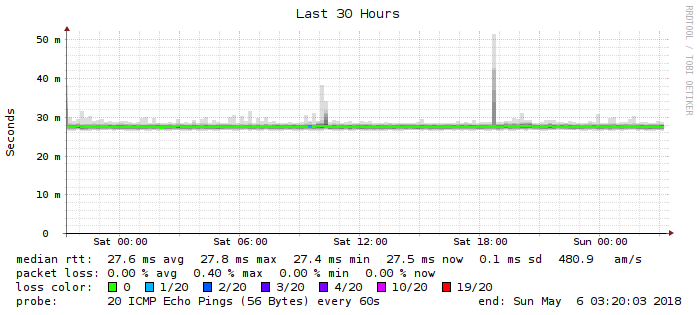 Last 30 Hours
RRDTOOL / TOBI OETIKER
Seconds
50 m
40 m
30 m
20 m
10 m
0
Sat 00:00 Sat 06:00 Sat 12:00 Sat 18:00 Sun 00:00
median rtt: 27.6 ms avg 27.8 ms max 27.4 ms min 27.5 ms now 0.1 ms sd 480.9 am/s
packet loss: 0.00 % avg 0.40 % max 0.00 % min 0.00 % now
loss color: 0 1/20 2/20 3/20 4/20 10/20 19/20
probe: 20 ICMP Echo Pings (56 Bytes) every 60s end: Sun May 6 03:20:03 2018